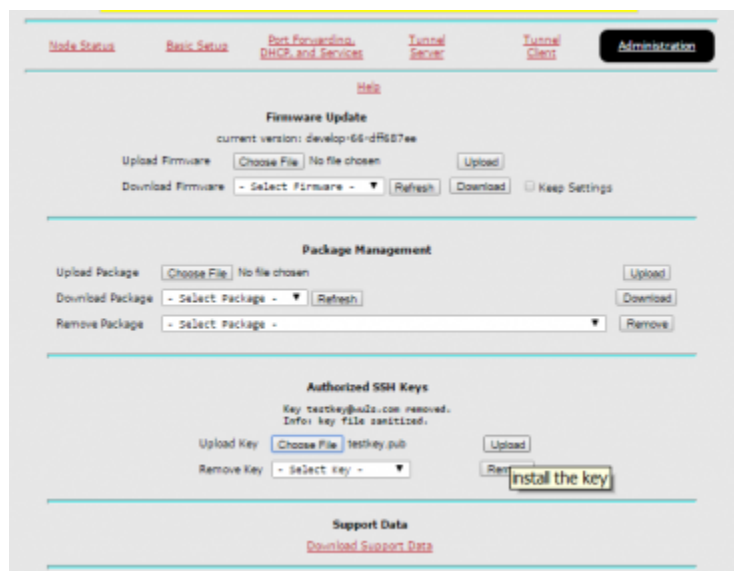 Node Status Basic Setup Port Forwarding, DHCP, and Services Tunnel Server Tunnel Client Administration
Help
Firmware Update
current version: develop-66-dff687ee
Upload Firmware Choose File No file chosen Upload
Download Firmware - Select Firmware - Refresh Download Keep Settings
Package Management
Upload Package Choose File No file chosen Upload
Download Package - Select Package - Refresh Download
Remove Package - Select Package - Remove
Authorized SSH Keys
Key removed.
Info: key file sanitized.
Upload Key Choose File testkey.pub Upload
Remove Key - Select Key -
install the key
Support Data
Download Support Data